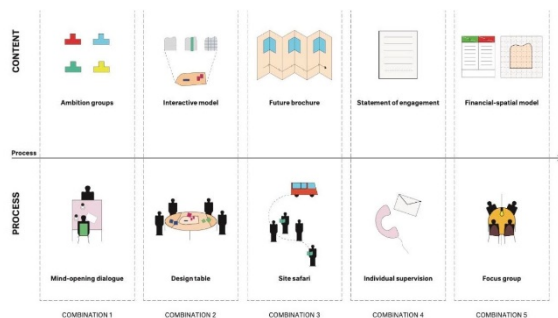 CONTENT
Ambition groups
Interactive model
Future brochure
Statement of engagement
Financial-spatial model
Process
PROCESS
Mind-opening dialogue
Design table
Site safari
Individual supervision
Focus group
COMBINATION 1
COMBINATION 2
COMBINATION 3
COMBINATION 4
COMBINATION 5